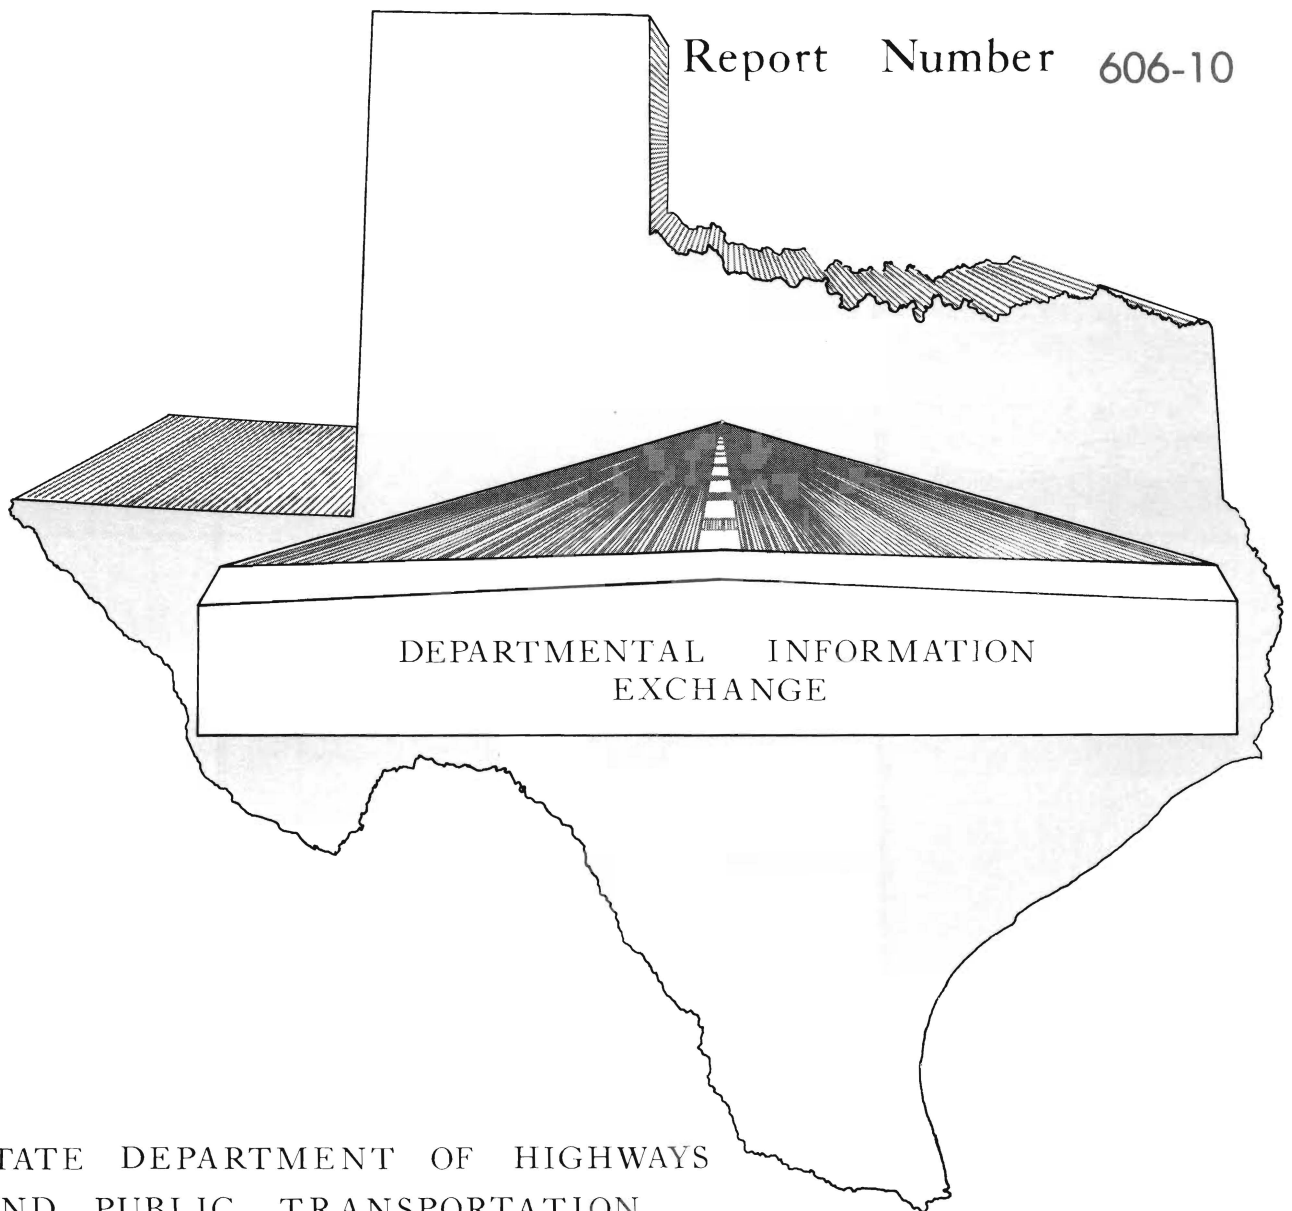 Report Number 606-10
DEPARTMENTAL INFORMATION
EXCHANGE
TATE DEPARTMENT OF HIGHWAYS
ND PUBLIC TRANSPORTATION